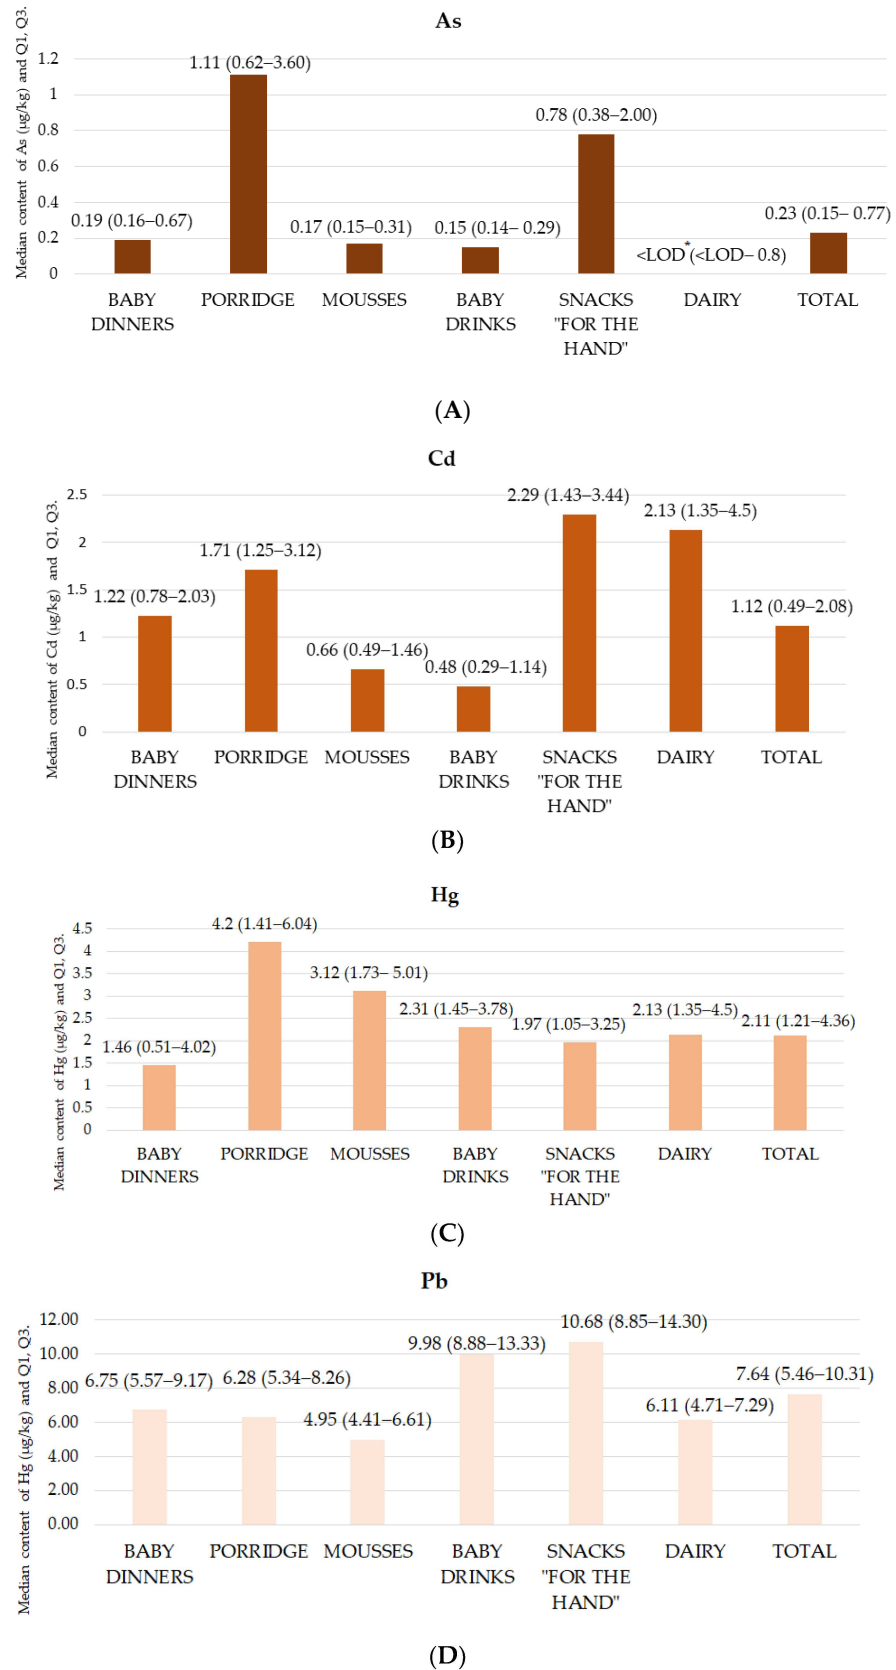 As
Median content of As (µg/kg) and Q1, Q3.
1.2
1
0.8
0.6
0.4
0.2
0
0.19 (0.16–0.67)
1.11 (0.62–3.60)
0.17 (0.15–0.31)
0.15 (0.14– 0.29)
0.78 (0.38–2.00)
<LOD*(<LOD– 0.8)
0.23 (0.15– 0.77)
BABY DINNERS
PORRIDGE
MOUSSES
BABY DRINKS
SNACKS "FOR THE HAND"
DAIRY
TOTAL
(A)
Cd
Median content of Cd (µg/kg) and Q1, Q3.
2.5
2
1.5
1
0.5
0
1.22 (0.78–2.03)
1.71 (1.25–3.12)
0.66 (0.49–1.46)
0.48 (0.29–1.14)
2.29 (1.43–3.44)
2.13 (1.35–4.5)
1.12 (0.49–2.08)
BABY DINNERS
PORRIDGE
MOUSSES
BABY DRINKS
SNACKS "FOR THE HAND"
DAIRY
TOTAL
(B)
Hg
Median content of Hg (µg/kg) and Q1, Q3.
4.5
4
3.5
3
2.5
2
1.5
1
0.5
0
1.46 (0.51–4.02)
4.2 (1.41–6.04)
3.12 (1.73– 5.01)
2.31 (1.45–3.78)
1.97 (1.05–3.25)
2.13 (1.35–4.5)
2.11 (1.21–4.36)
BABY DINNERS
PORRIDGE
MOUSSES
BABY DRINKS
SNACKS "FOR THE HAND"
DAIRY
TOTAL
(C)
Pb
Median content of Hg (µg/kg) and Q1, Q3.
12.00
10.00
8.00
6.00
4.00
2.00
0.00
6.75 (5.57–9.17)
6.28 (5.34–8.26)
4.95 (4.41–6.61)
9.98 (8.88–13.33)
10.68 (8.85–14.30)
6.11 (4.71–7.29)
7.64 (5.46–10.31)
BABY DINNERS
PORRIDGE
MOUSSES
BABY DRINKS
SNACKS "FOR THE HAND"
DAIRY
TOTAL
(D)